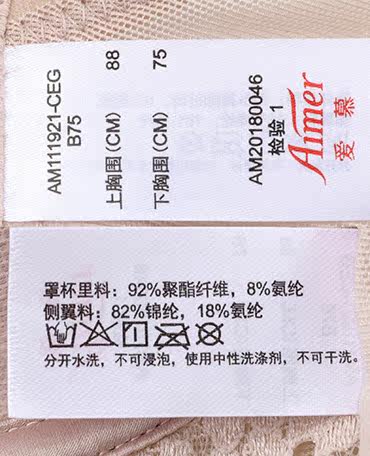 AM111921-CEG
B75
上胸围(CM) 88
下胸围(CM) 75
AM20180046
检验 1
Aimer
爱慕
罩杯里料：92%聚酯纤维，8%氨纶
侧翼料：82%锦纶，18%氨纶
分开水洗，不可浸泡，使用中性洗涤剂，不可干洗。